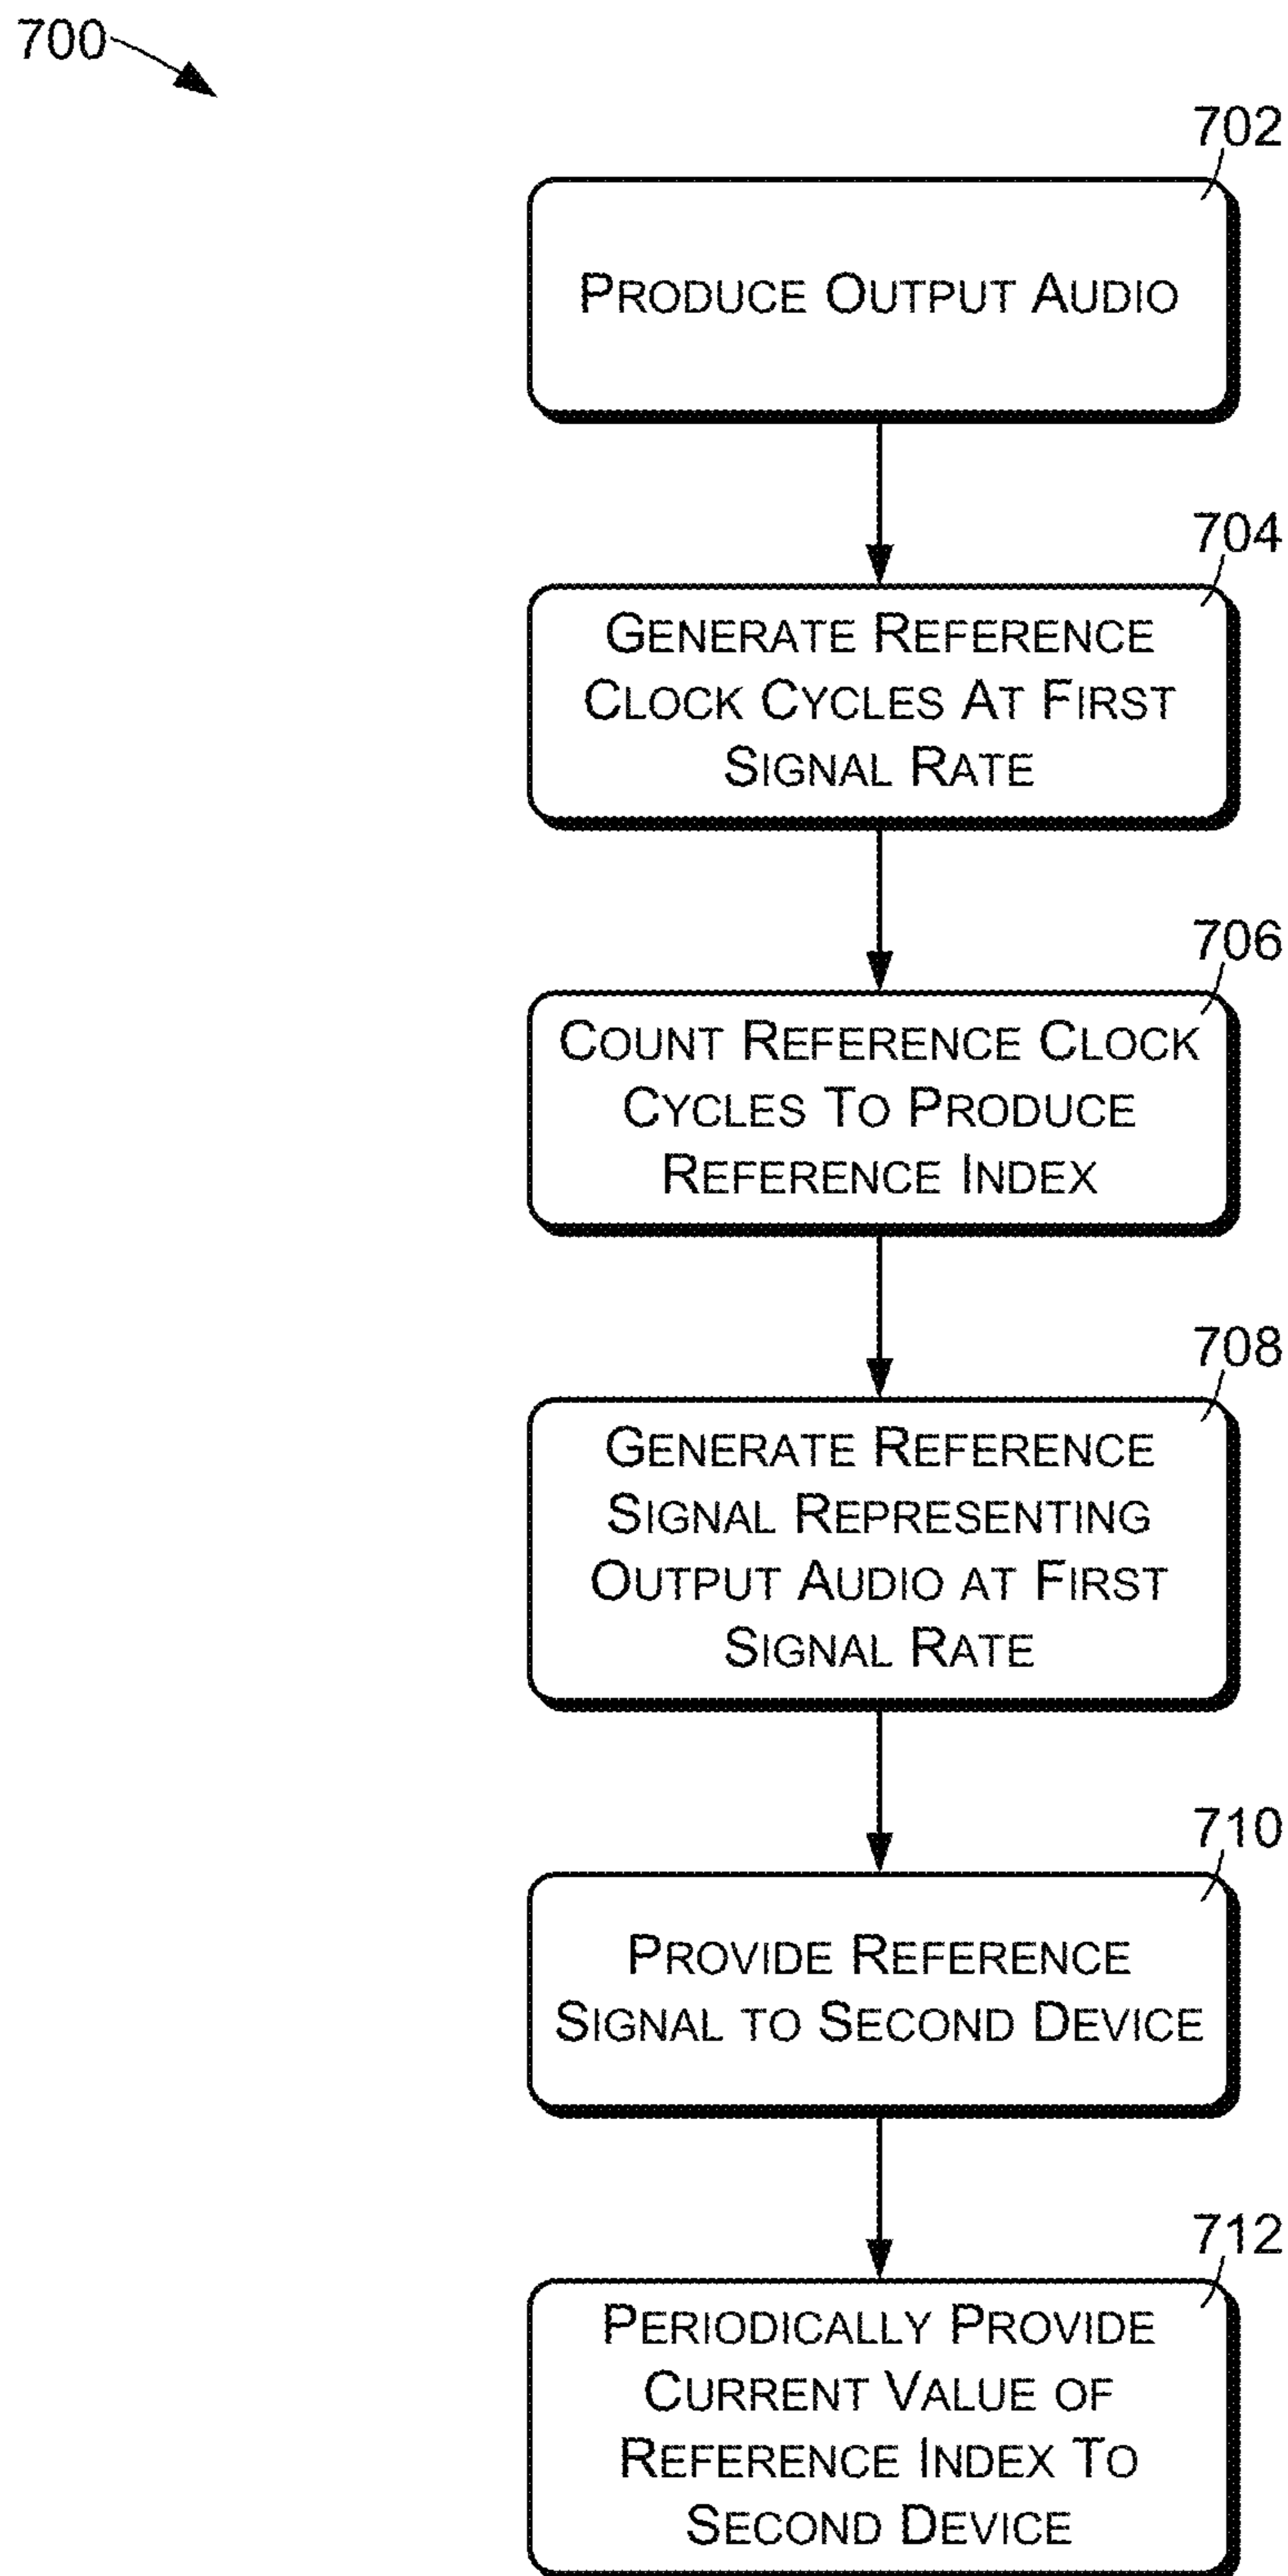 700
702
PRODUCE OUTPUT AUDIO
704
GENERATE REFERENCE
CLOCK CYCLES AT FIRST
SIGNAL RATE
706
COUNT REFERENCE CLOCK
CYCLES TO PRODUCE
REFERENCE INDEX
708
GENERATE REFERENCE
SIGNAL REPRESENTING
OUTPUT AUDIO AT FIRST
SIGNAL RATE
710
PROVIDE REFERENCE
SIGNAL TO SECOND DEVICE
712
PERIODICALLY PROVIDE
CURRENT VALUE OF
REFERENCE INDEX TO
SECOND DEVICE